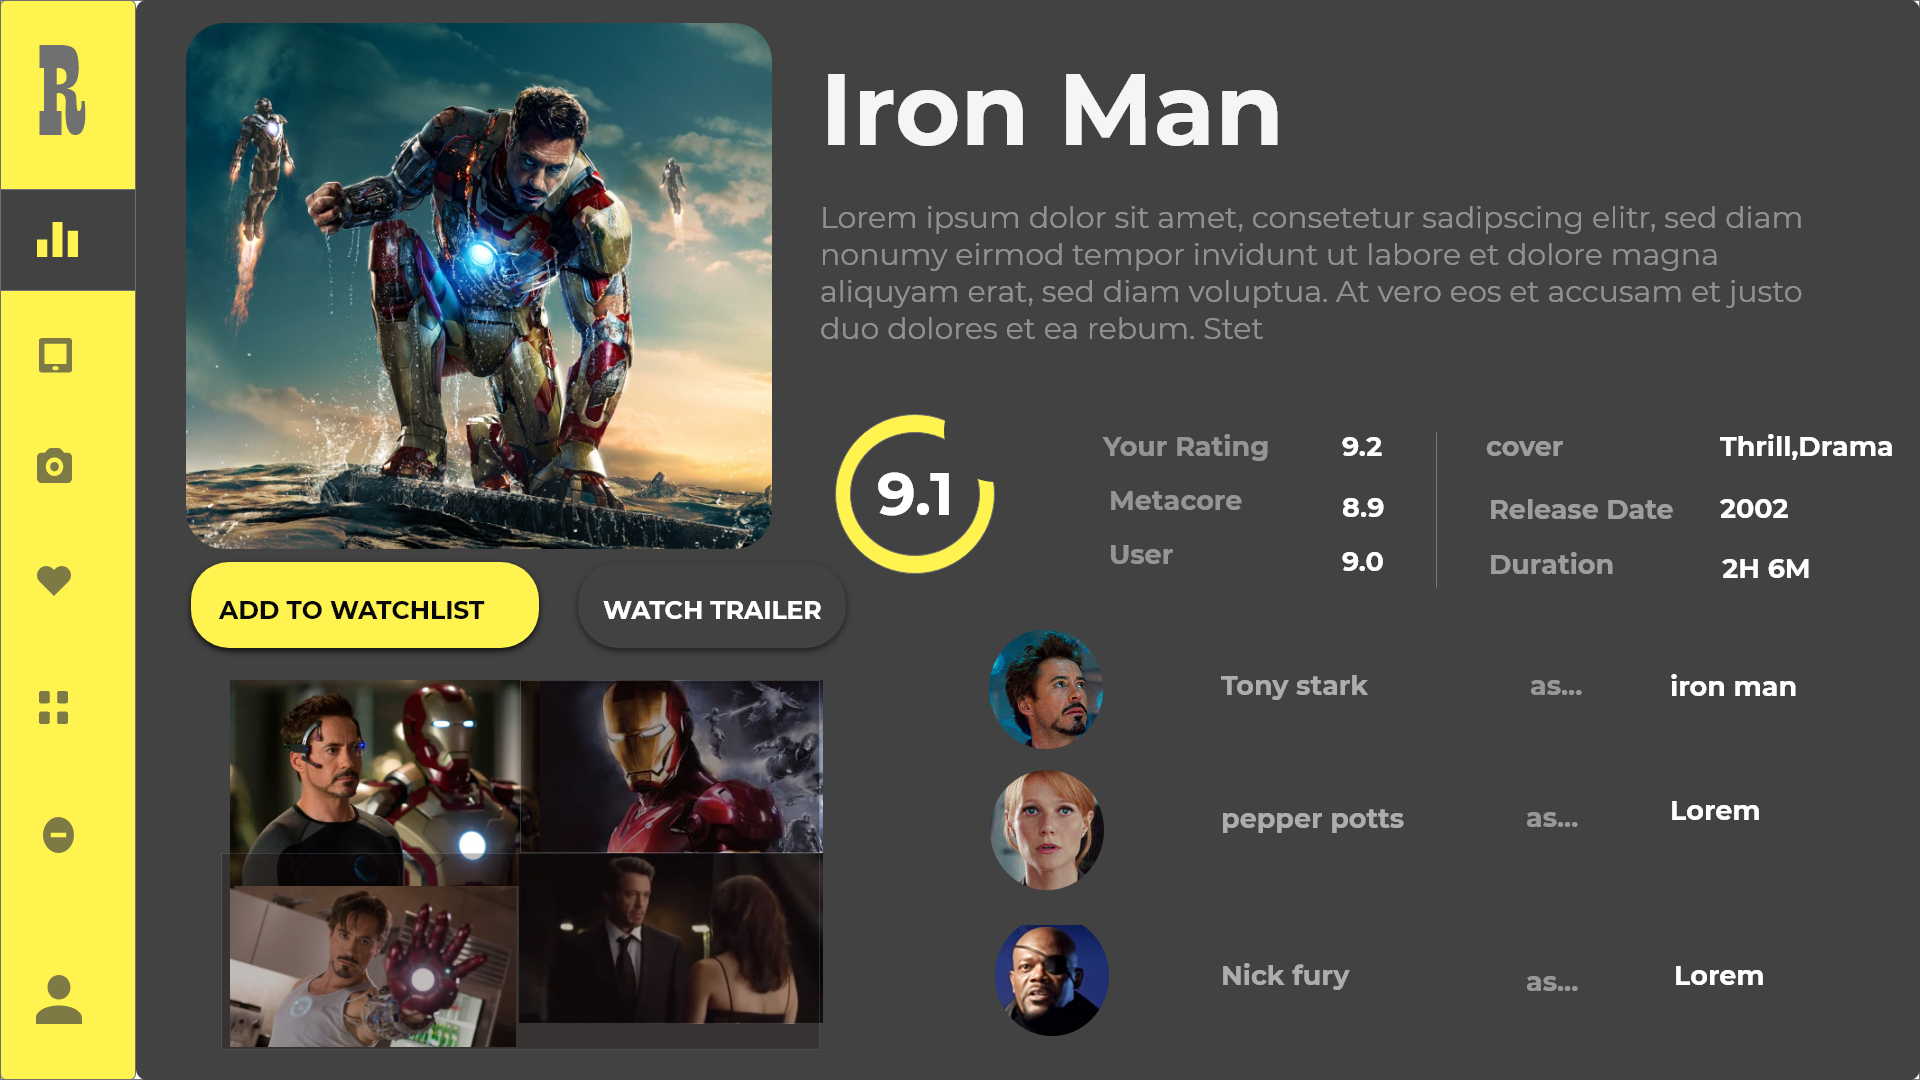 R
Iron Man
Lorem ipsum dolor sit amet, consetetur sadipscing elitr, sed diam
nonumy eirmod tempor invidunt ut labore et dolore magna
aliquyam erat, sed diam voluptua. At vero eos et accusam et justo
duo dolores et ea rebum. Stet
9.1
Your Rating 9.2
Metacore 8.9
User 9.0
cover Thrill,Drama
Release Date 2002
Duration 2H 6M
ADD TO WATCHLIST
WATCH TRAILER
Tony stark as... iron man
pepper potts as... Lorem
Nick fury as... Lorem